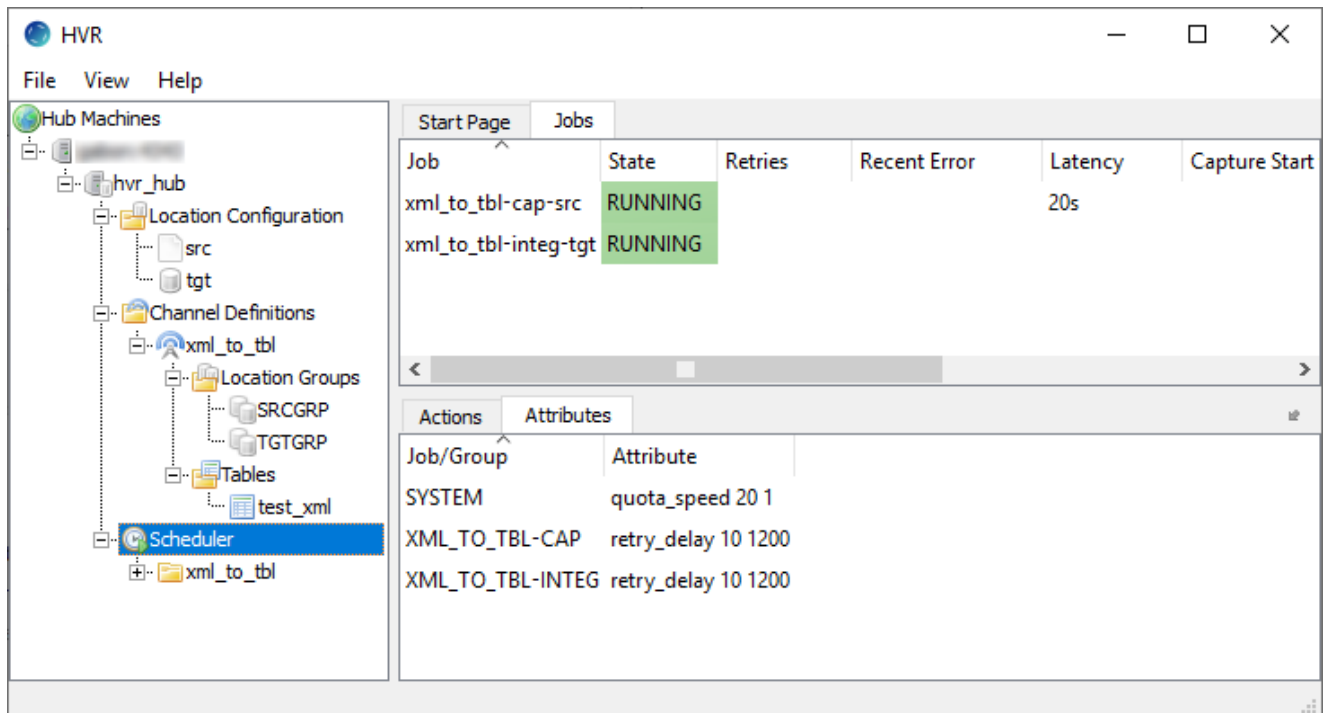 HVR
File View Help
Hub Machines
hvr_hub
Location Configuration
src
tgt
Channel Definitions
xml_to_tbl
Location Groups
SRCGRP
TGTGRP
Tables
test_xml
Scheduler
xml_to_tbl
Start Page Jobs
Job State Retries Recent Error Latency Capture Start
xml_to_tbl-cap-src RUNNING 20s
xml_to_tbl-integ-tgt RUNNING
Actions Attributes
Job/Group Attribute
SYSTEM quota_speed 20 1
XML_TO_TBL-CAP retry_delay 10 1200
XML_TO_TBL-INTEG retry_delay 10 1200